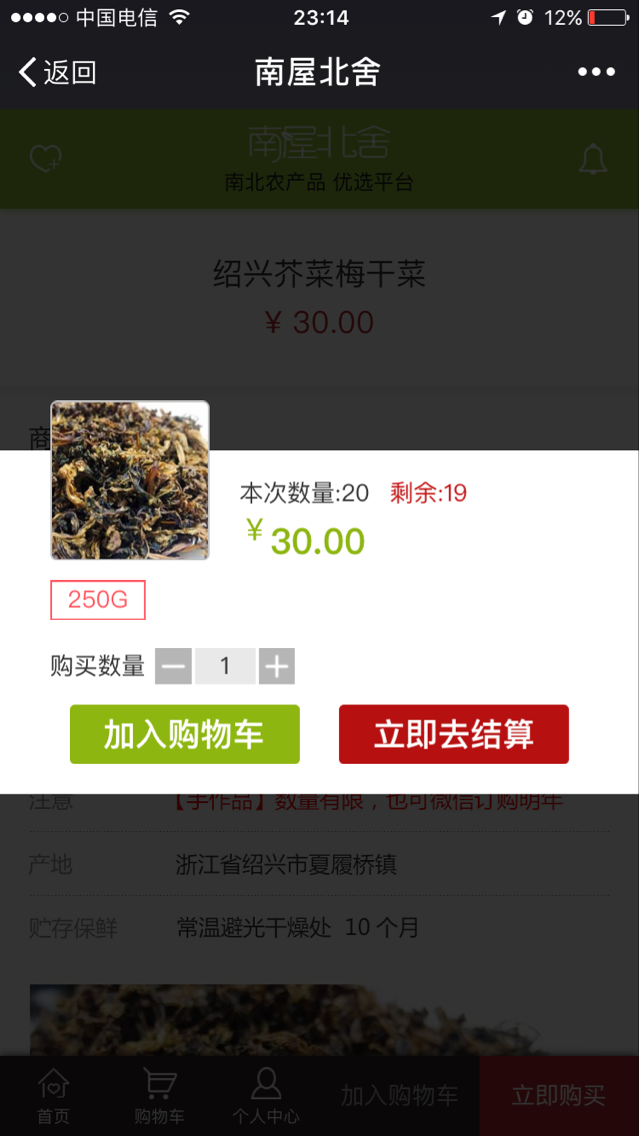 中国电信 23:14 12%
返回 南屋北舍
南屋北舍
南北农产品 优选平台
绍兴芥菜梅干菜
¥ 30.00
商
本次数量:20 剩余:19
¥ 30.00
250G
购买数量 1
加入购物车 立即去结算
注意 【手作品】数量有限，也可微信订购明年
产地 浙江省绍兴市夏履桥镇
贮存保鲜 常温避光干燥处 10个月
首页 购物车 个人中心 加入购物车 立即购买